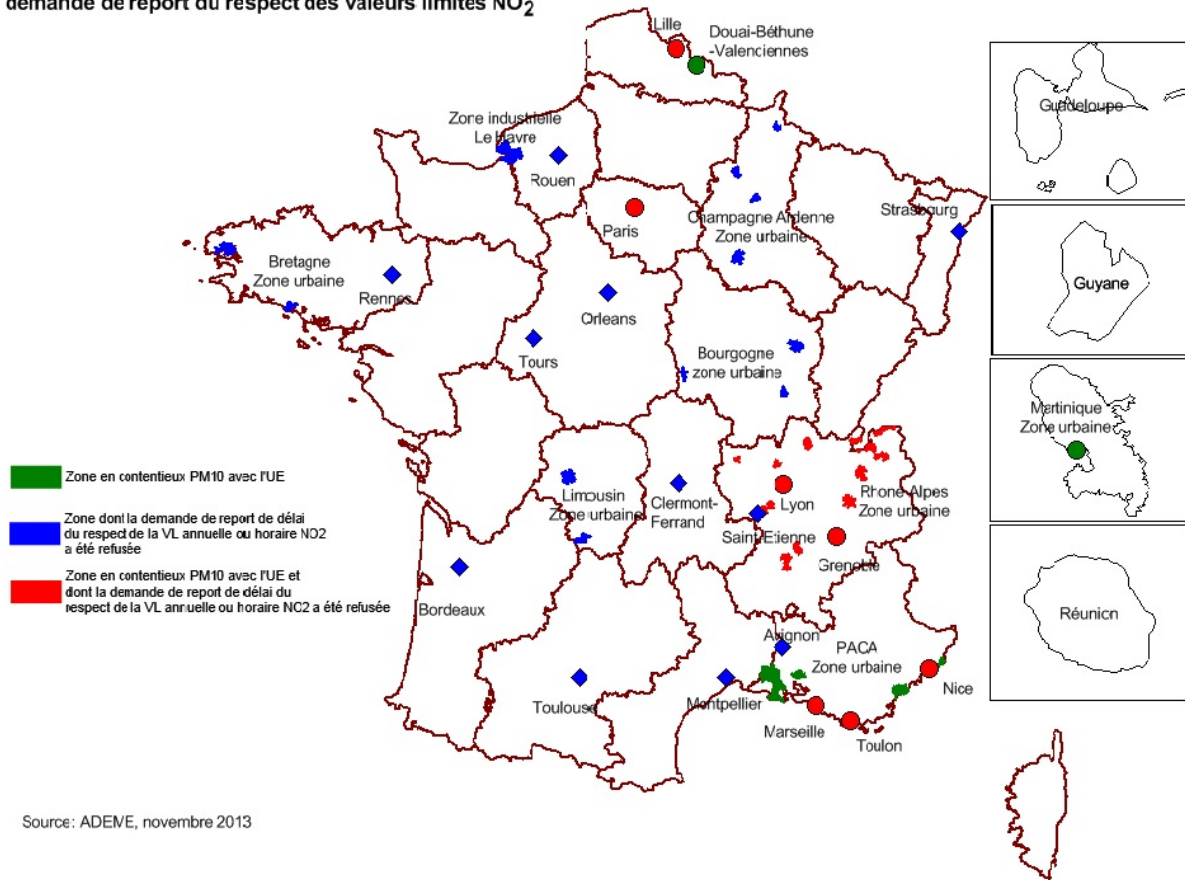 demande de report du respect des valeurs limites NO2
Lille
Douai-Béthune
-Valenciennes
Guadeloupe
Zone industrielle
Le Havre
Rouen
Paris
Champagne Ardenne
Zone urbaine
Strasbourg
Bretagne
Zone urbaine
Rennes
Orleans
Guyane
Tours
Bourgogne
zone urbaine
Martinique
Zone urbaine
Zone en contentieux PM10 avec l'UE
Zone dont la demande de report de délai
du respect de la VL annuelle ou horaire NO2
a été refusée
Zone en contentieux PM10 avec l'UE et
dont la demande de report de délai du
respect de la VL annuelle ou horaire NO2 a été refusée
Limousin
Zone urbaine
Clermont-
Ferrand
Lyon
Rhone Alpes
Zone urbaine
Saint-Etienne
Grenoble
Bordeaux
Réunion
Avignon
PACA
Zone urbaine
Toulouse
Montpellier
Nice
Marseille
Toulon
Source: ADEME, novembre 2013